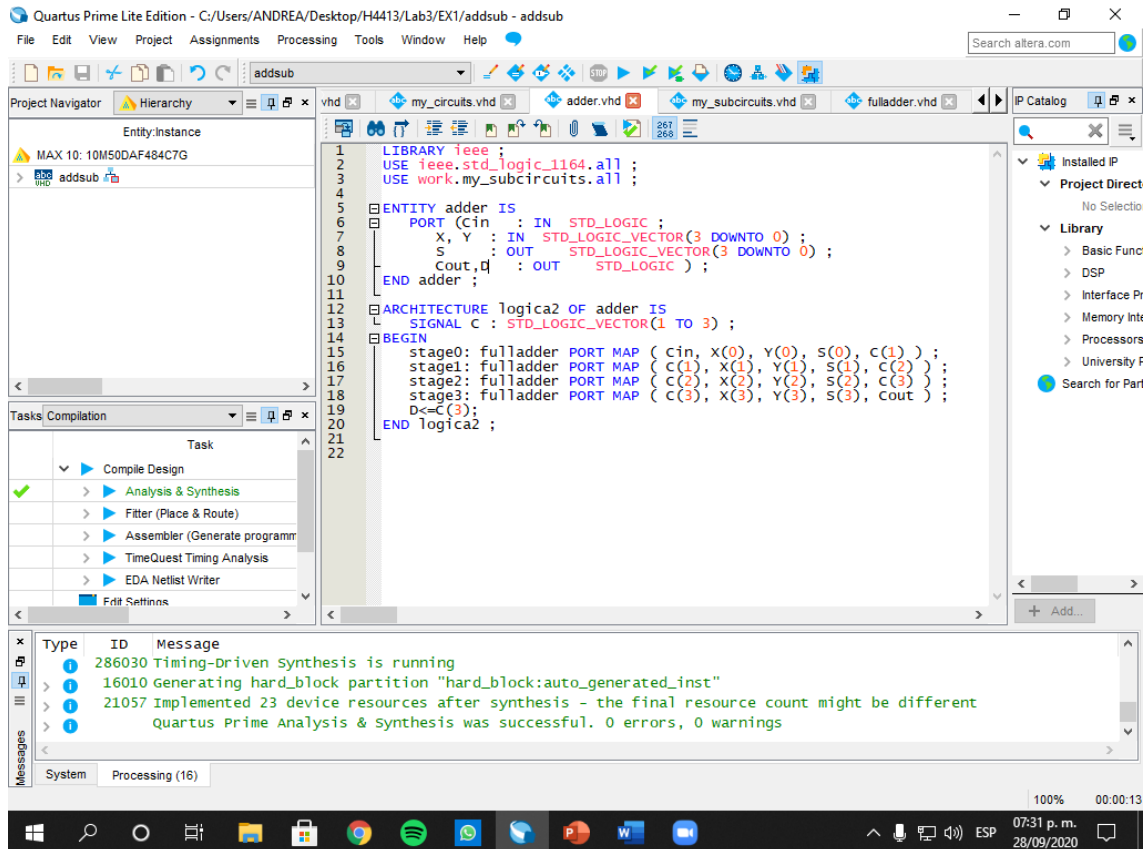 Quartus Prime Lite Edition - C:/Users/ANDREA/Desktop/H4413/Lab3/EX1/addsub - addsub
File Edit View Project Assignments Processing Tools Window Help
Search altera.com
addsub
Project Navigator Hierarchy
vhd my_circuits.vhd adder.vhd my_subcircuits.vhd fulladder.vhd
IP Catalog
Entity:Instance
MAX 10: 10M50DAF484C7G
addsub
267
268
1 LIBRARY ieee ;
2 USE ieee.std_logic_1164.all ;
3 USE work.my_subcircuits.all ;
4
5 ENTITY adder IS
6 PORT (Cin : IN STD_LOGIC ;
7 X, Y : IN STD_LOGIC_VECTOR(3 DOWNTO 0) ;
8 S : OUT STD_LOGIC_VECTOR(3 DOWNTO 0) ;
9 Cout,D : OUT STD_LOGIC ) ;
10 END adder ;
11
12 ARCHITECTURE logica2 OF adder IS
13 SIGNAL C : STD_LOGIC_VECTOR(1 TO 3) ;
14 BEGIN
15 stage0: fulladder PORT MAP ( Cin, X(0), Y(0), S(0), C(1) ) ;
16 stage1: fulladder PORT MAP ( C(1), X(1), Y(1), S(1), C(2) ) ;
17 stage2: fulladder PORT MAP ( C(2), X(2), Y(2), S(2), C(3) ) ;
18 stage3: fulladder PORT MAP ( C(3), X(3), Y(3), S(3), Cout ) ;
19 D<=C(3);
20 END logica2 ;
21
22
Installed IP
Project Direct
No Selectio
Library
Basic Func
DSP
Interface Pr
Memory Inte
Processors
University P
Search for Part
+ Add...
Tasks Compilation
Task
Compile Design
Analysis & Synthesis
Fitter (Place & Route)
Assembler (Generate programm
TimeQuest Timing Analysis
EDA Netlist Writer
Edit Settings
Type ID Message
286030 Timing-Driven Synthesis is running
16010 Generating hard_block partition "hard_block:auto_generated_inst"
21057 Implemented 23 device resources after synthesis - the final resource count might be different
Quartus Prime Analysis & Synthesis was successful. 0 errors, 0 warnings
Messages
System Processing (16)
100% 00:00:13
ESP
07:31 p. m.
28/09/2020